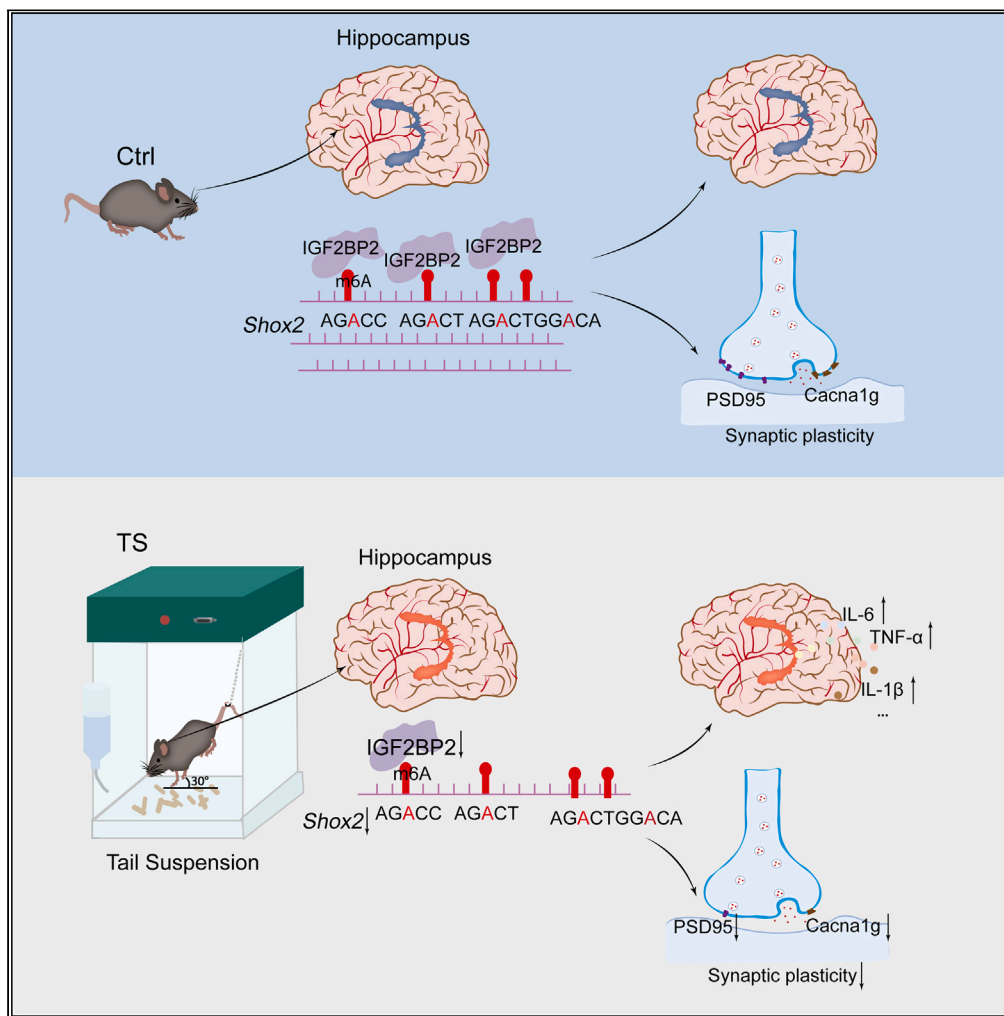 Hippocampus
Ctrl
IGF2BP2
IGF2BP2
IGF2BP2
m6A
Shox2
AGACC AGACT AGACTGGACA
PSD95
Cacna1g
Synaptic plasticity
TS
Hippocampus
IL-6↑
TNF-α↑
IL-1β↑
...
IGF2BP2↓
m6A
30°
Shox2↓
AGACC AGACT AGACTGGACA
Tail Suspension
PSD95↓
Cacna1g↓
Synaptic plasticity↓